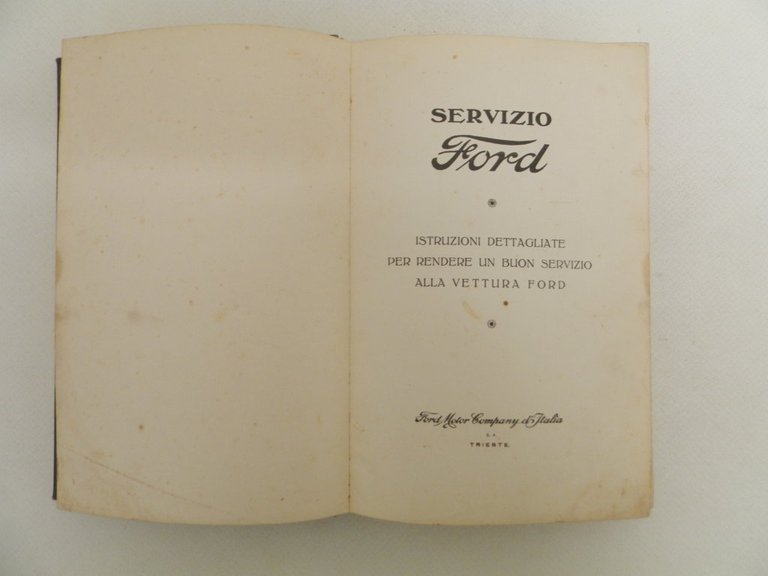 SERVIZIO
Ford
ISTRUZIONI DETTAGLIATE
PER RENDERE UN BUON SERVIZIO
ALLA VETTURA FORD
Ford Motor Company d'Italia
S. A.
TRIESTE.